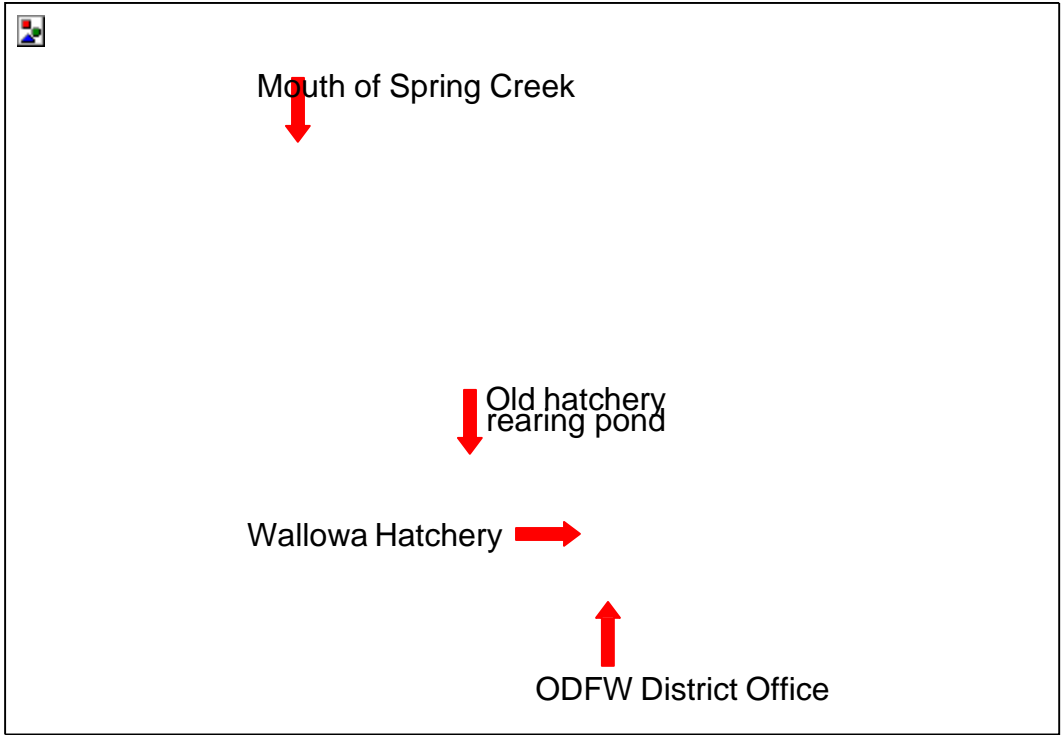 Mouth of Spring Creek
Old hatchery
rearing pond
Wallowa Hatchery
ODFW District Office